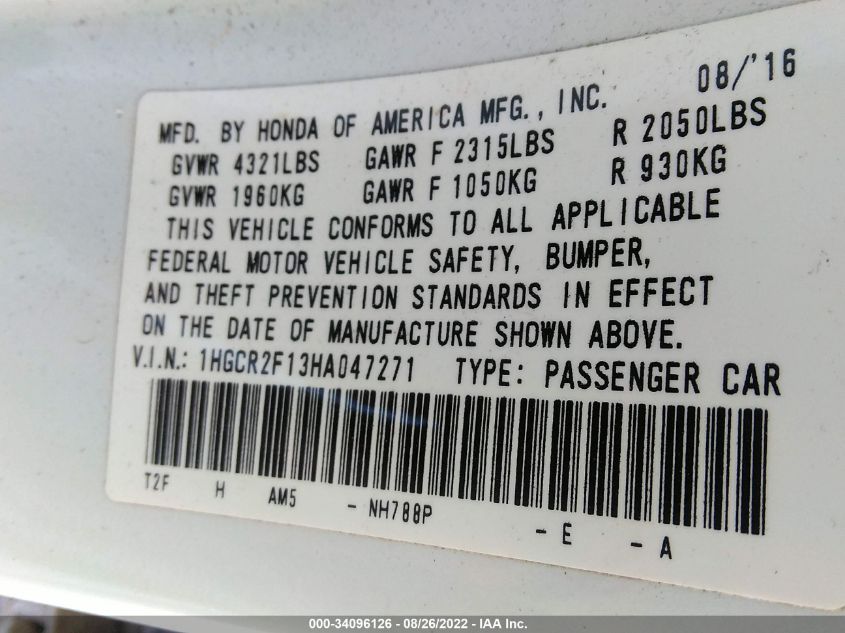 08/'16
MFD. BY HONDA OF AMERICA MFG., INC.
GVWR 4321LBS GAWR F 2315LBS R 2050LBS
GVWR 1960KG GAWR F 1050KG R 930KG
THIS VEHICLE CONFORMS TO ALL APPLICABLE
FEDERAL MOTOR VEHICLE SAFETY, BUMPER,
AND THEFT PREVENTION STANDARDS IN EFFECT
ON THE DATE OF MANUFACTURE SHOWN ABOVE.
V.I.N.: 1HGCR2F13HA047271 TYPE: PASSENGER CAR
T2F H AM5 - NH788P - E - A
000-34096126 - 08/26/2022 - IAA Inc.